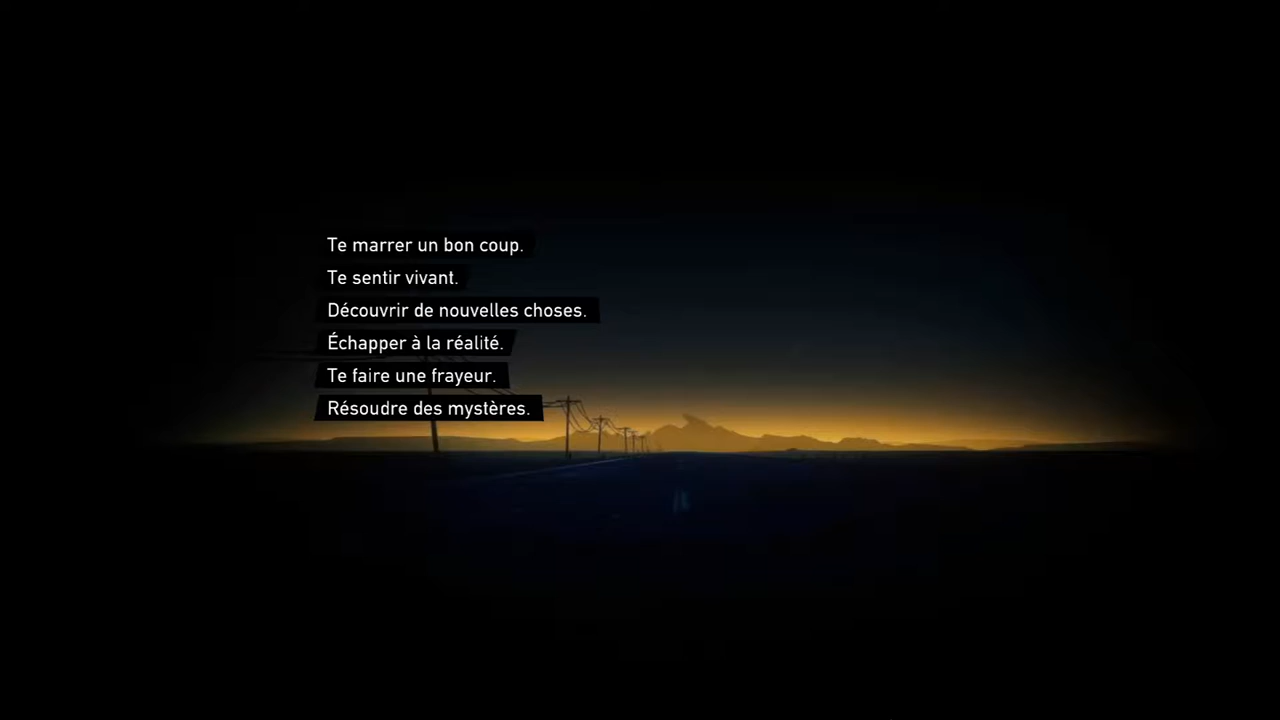 Te marrer un bon coup.
Te sentir vivant.
Découvrir de nouvelles choses.
Échapper à la réalité.
Te faire une frayeur.
Résoudre des mystères.